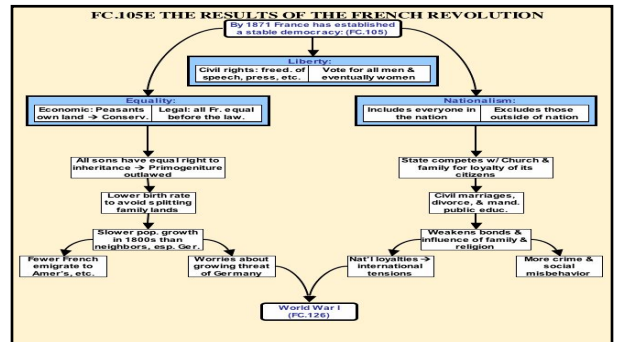 FC.105E THE RESULTS OF THE FRENCH REVOLUTION
By 1871 France has established
a stable democracy: (FC.105)
Liberty:
Civil rights: freed. of
speech, press, etc.
Vote for all men &
eventually women
Equality:
Economic: Peasants
own land → Conserv.
Legal: all Fr. equal
before the law.
Nationalism:
Includes everyone in
the nation
Excludes those
outside of nation
All sons have equal right to
inheritance → Primogeniture
outlawed
State competes w/ Church &
family for loyalty of its
citizens
Lower birth rate
to avoid splitting
family lands
Civil marriages,
divorce, & mand.
public educ.
Slower pop. growth
in 1800s than
neighbors, esp. Ger.
Weakens bonds &
influence of family &
religion
Fewer French
emigrate to
Amer's, etc.
Worries about
growing threat
of Germany
Nat'l loyalties →
international
tensions
More crime &
social
misbehavior
World War I
(FC.126)